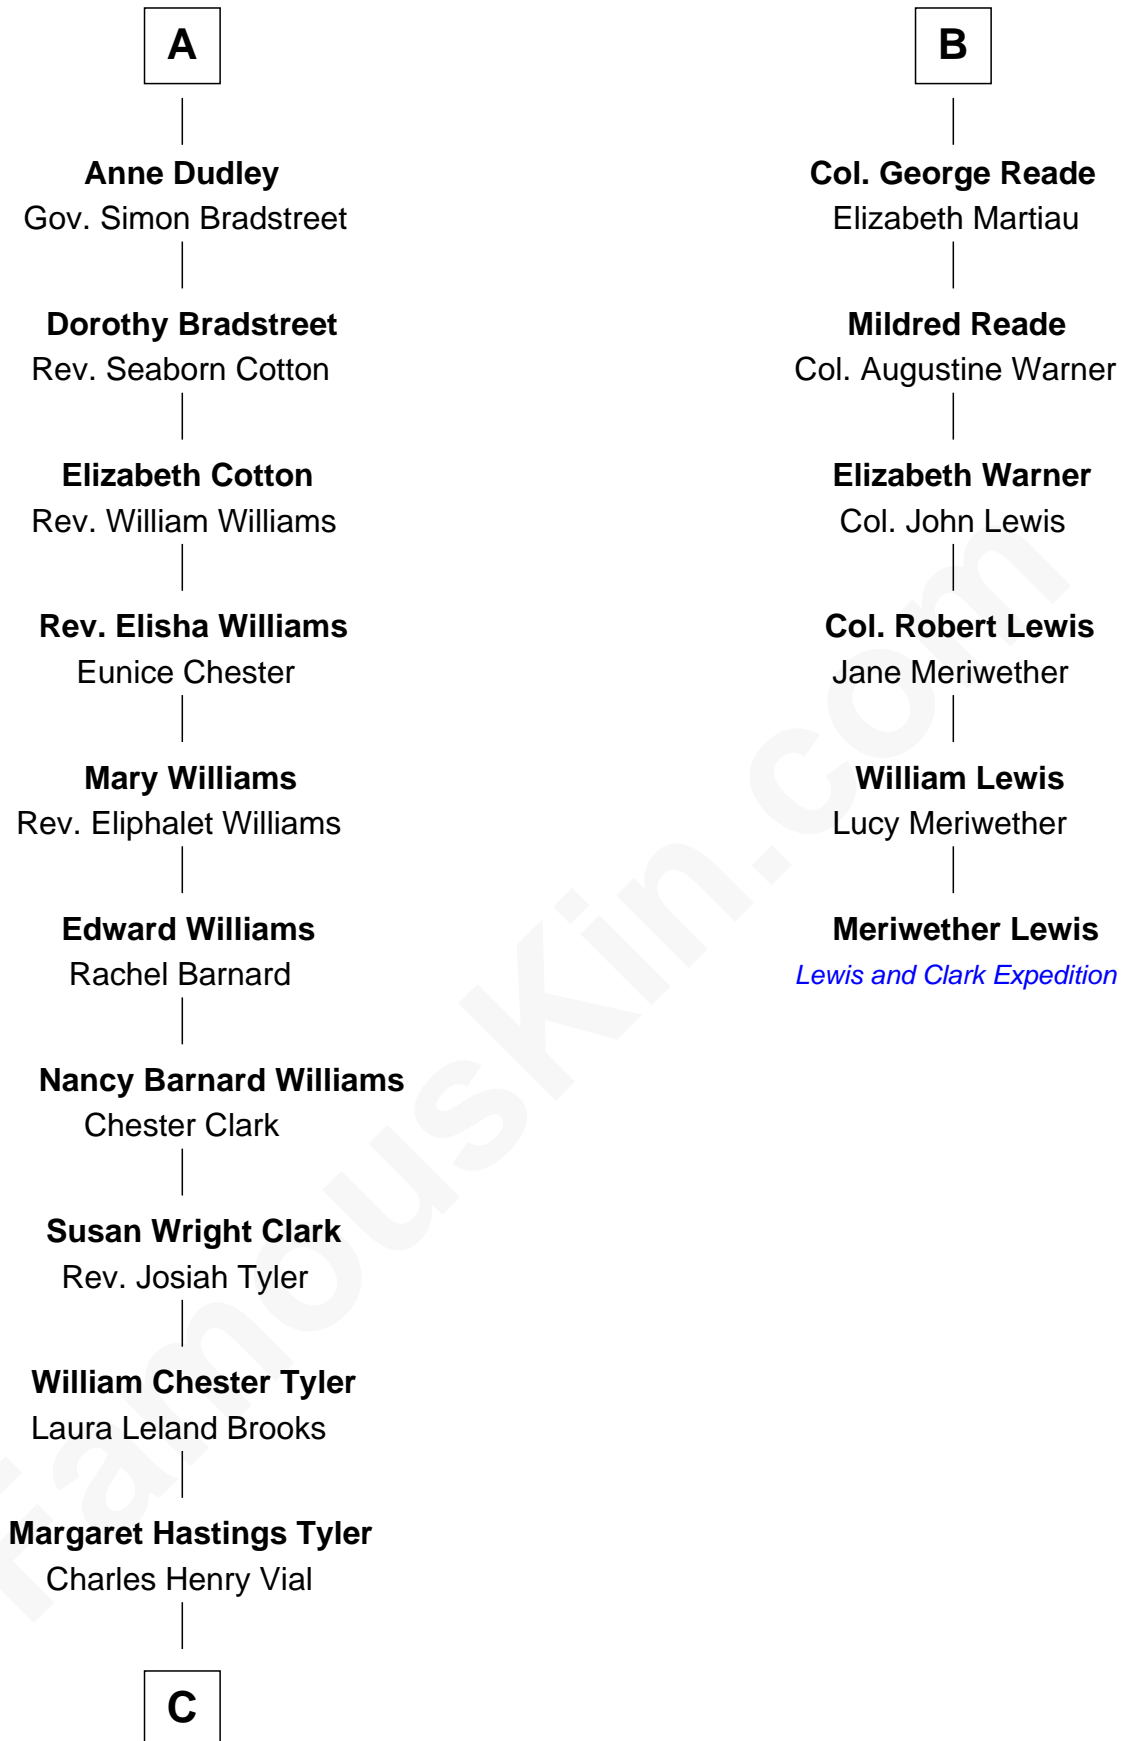 A
Anne Dudley
Gov. Simon Bradstreet
Dorothy Bradstreet
Rev. Seaborn Cotton
Elizabeth Cotton
Rev. William Williams
Rev. Elisha Williams
Eunice Chester
Mary Williams
Rev. Eliphalet Williams
Edward Williams
Rachel Barnard
Nancy Barnard Williams
Chester Clark
Susan Wright Clark
Rev. Josiah Tyler
William Chester Tyler
Laura Leland Brooks
Margaret Hastings Tyler
Charles Henry Vial
C
B
Col. George Reade
Elizabeth Martiau
Mildred Reade
Col. Augustine Warner
Elizabeth Warner
Col. John Lewis
Col. Robert Lewis
Jane Meriwether
William Lewis
Lucy Meriwether
Meriwether Lewis
Lewis and Clark Expedition
FamousKin.com